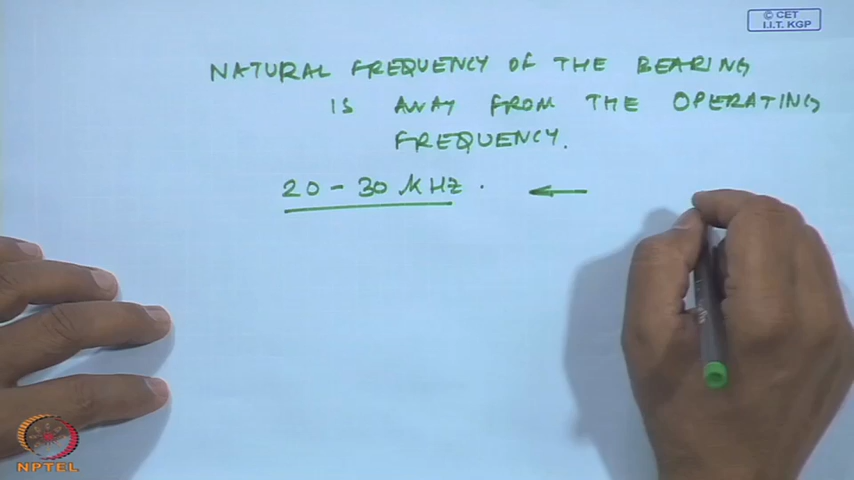 © CET
I.I.T. KGP
NATURAL FREQUENCY OF THE BEARING
IS AWAY FROM THE OPERATING
FREQUENCY.
20 - 30 kHz.
NPTEL